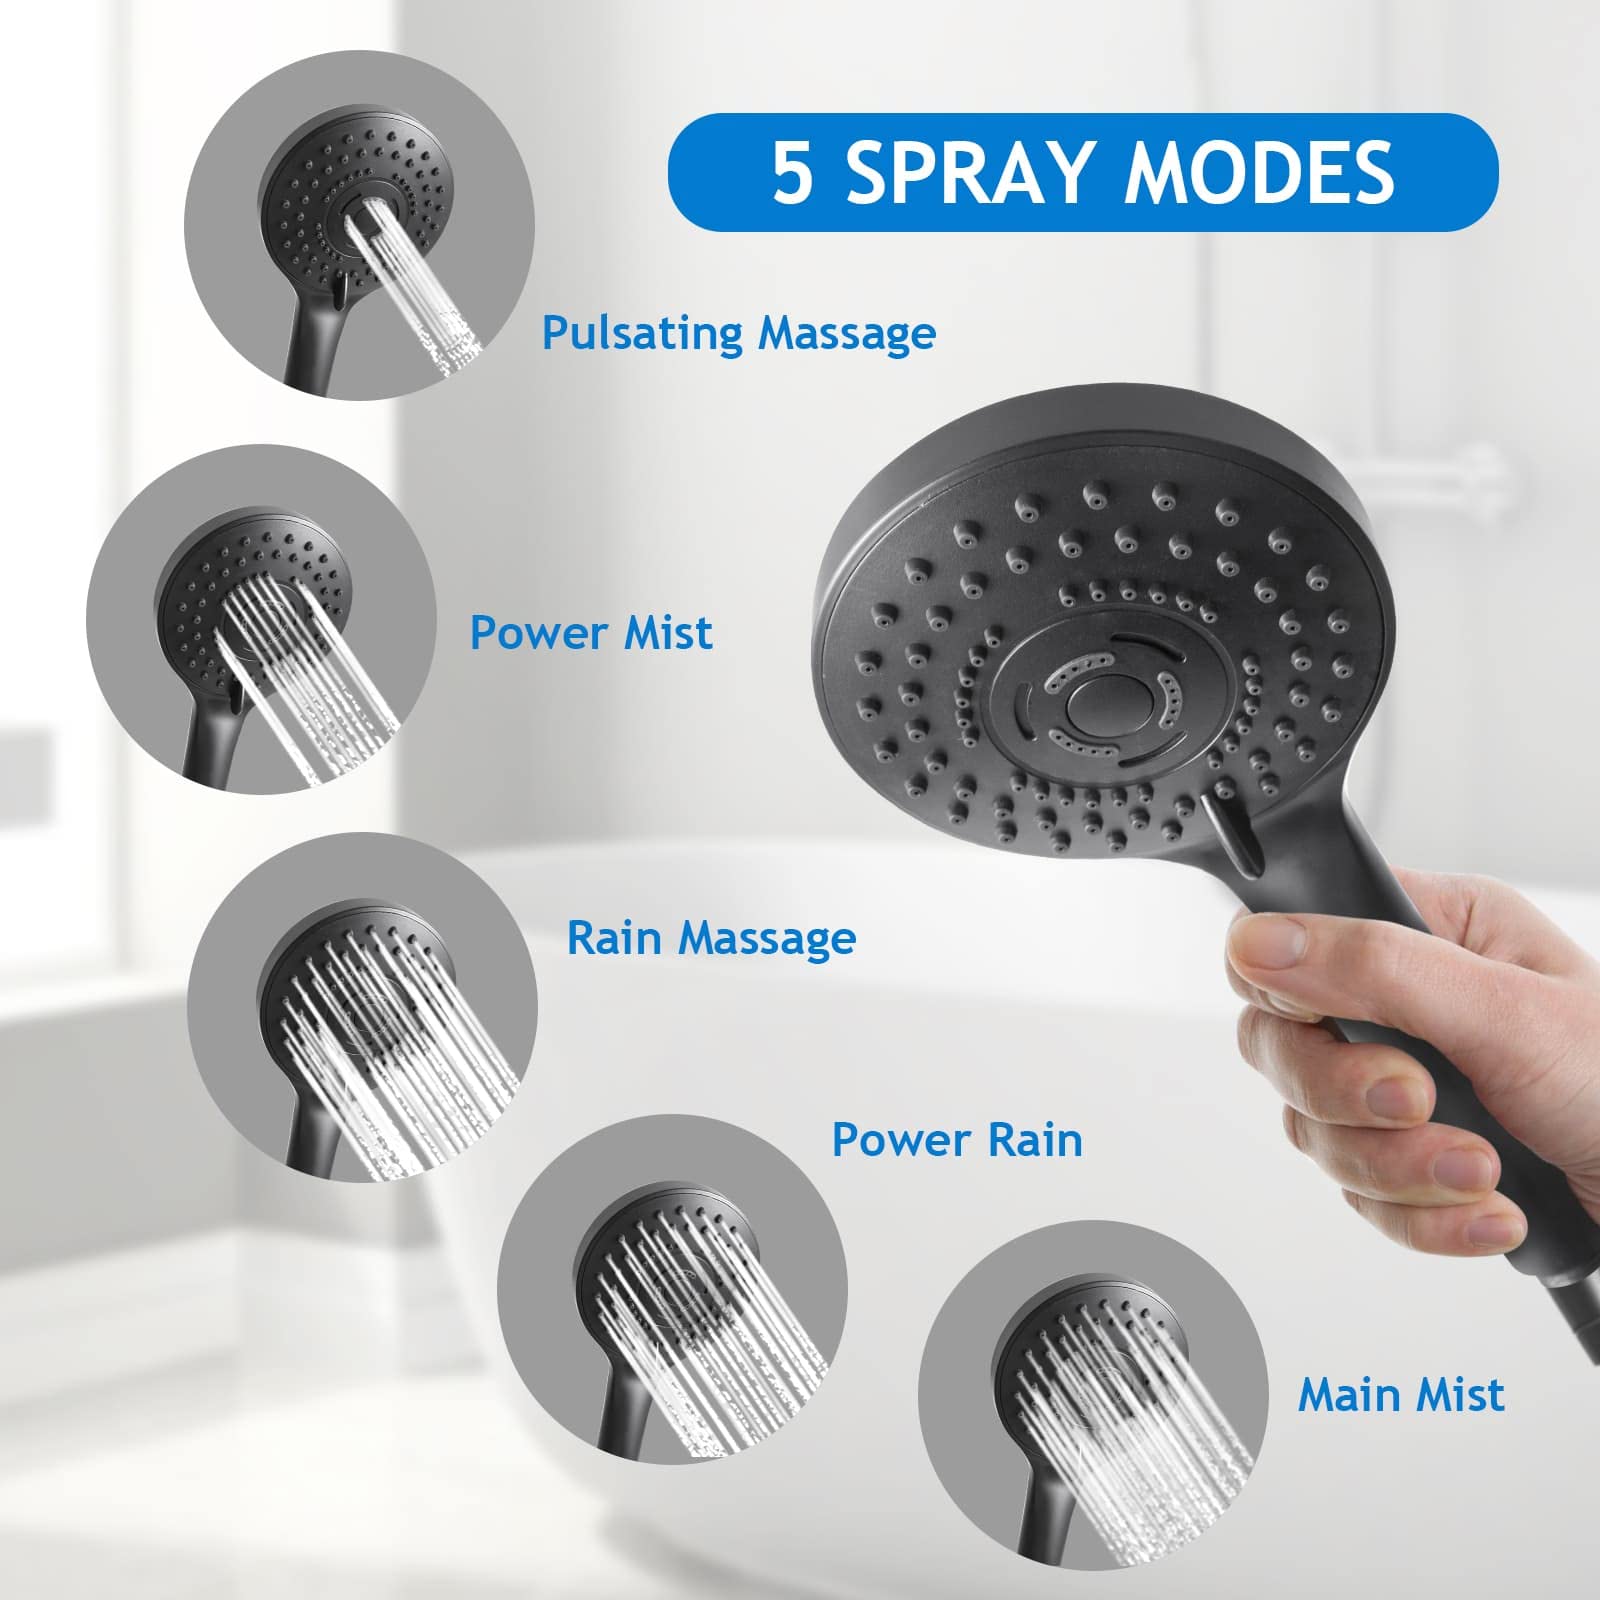 5 SPRAY MODES
Pulsating Massage
Power Mist
Rain Massage
Power Rain
Main Mist